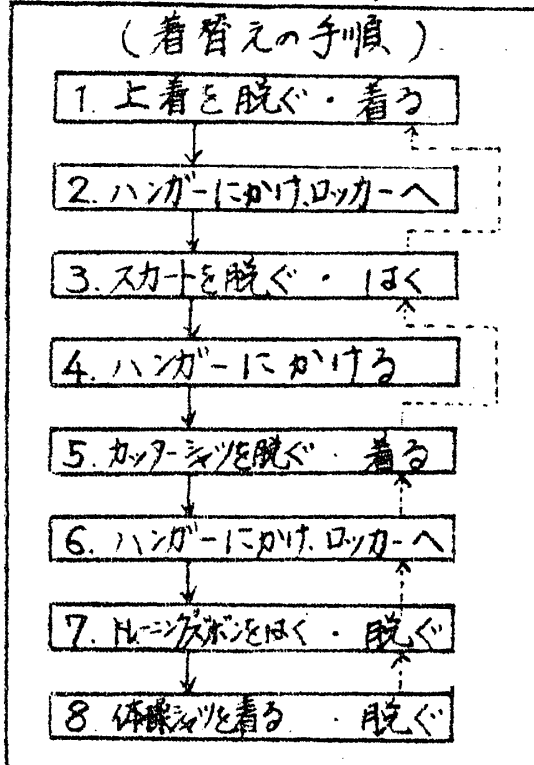 (着替えの手順)
1. 上着を脱ぐ・着る
2. ハンガーにかけ、ロッカーへ
3. スカートを脱ぐ・はく
4. ハンガーにかける
5. カッターシャツを脱ぐ・着る
6. ハンガーにかけ、ロッカーへ
7. トレーニングズボンをはく・脱ぐ
8 体操シャツを着る・脱ぐ